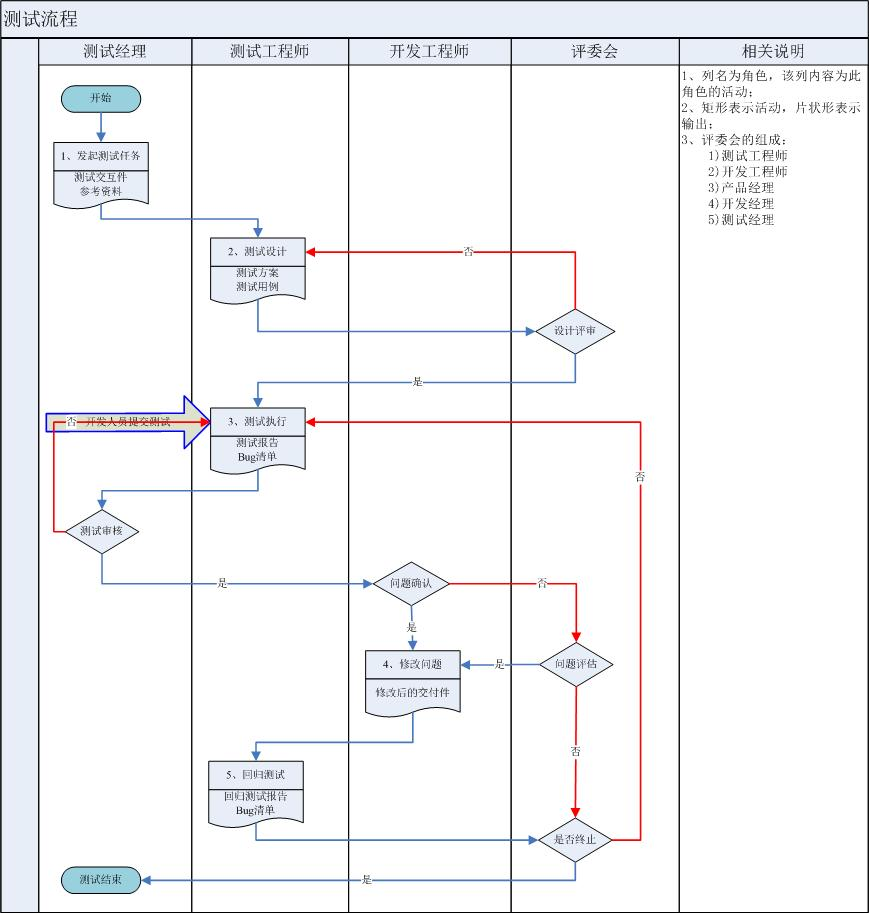 测试流程
测试经理
测试工程师
开发工程师
评委会
相关说明
1、列名为角色，该列内容为此
角色的活动；
2、矩形表示活动，片状形表示
输出；
3、评委会的组成：
1)测试工程师
2)开发工程师
3)产品经理
4)开发经理
5)测试经理
开始
1、发起测试任务
测试交互件
参考资料
2、测试设计
否
测试方案
测试用例
设计评审
是
否
开发人员提交测试
3、测试执行
测试报告
Bug清单
否
测试审核
是
问题确认
否
是
4、修改问题
是
问题评估
修改后的交付件
否
5、回归测试
回归测试报告
Bug清单
是否终止
测试结束
是